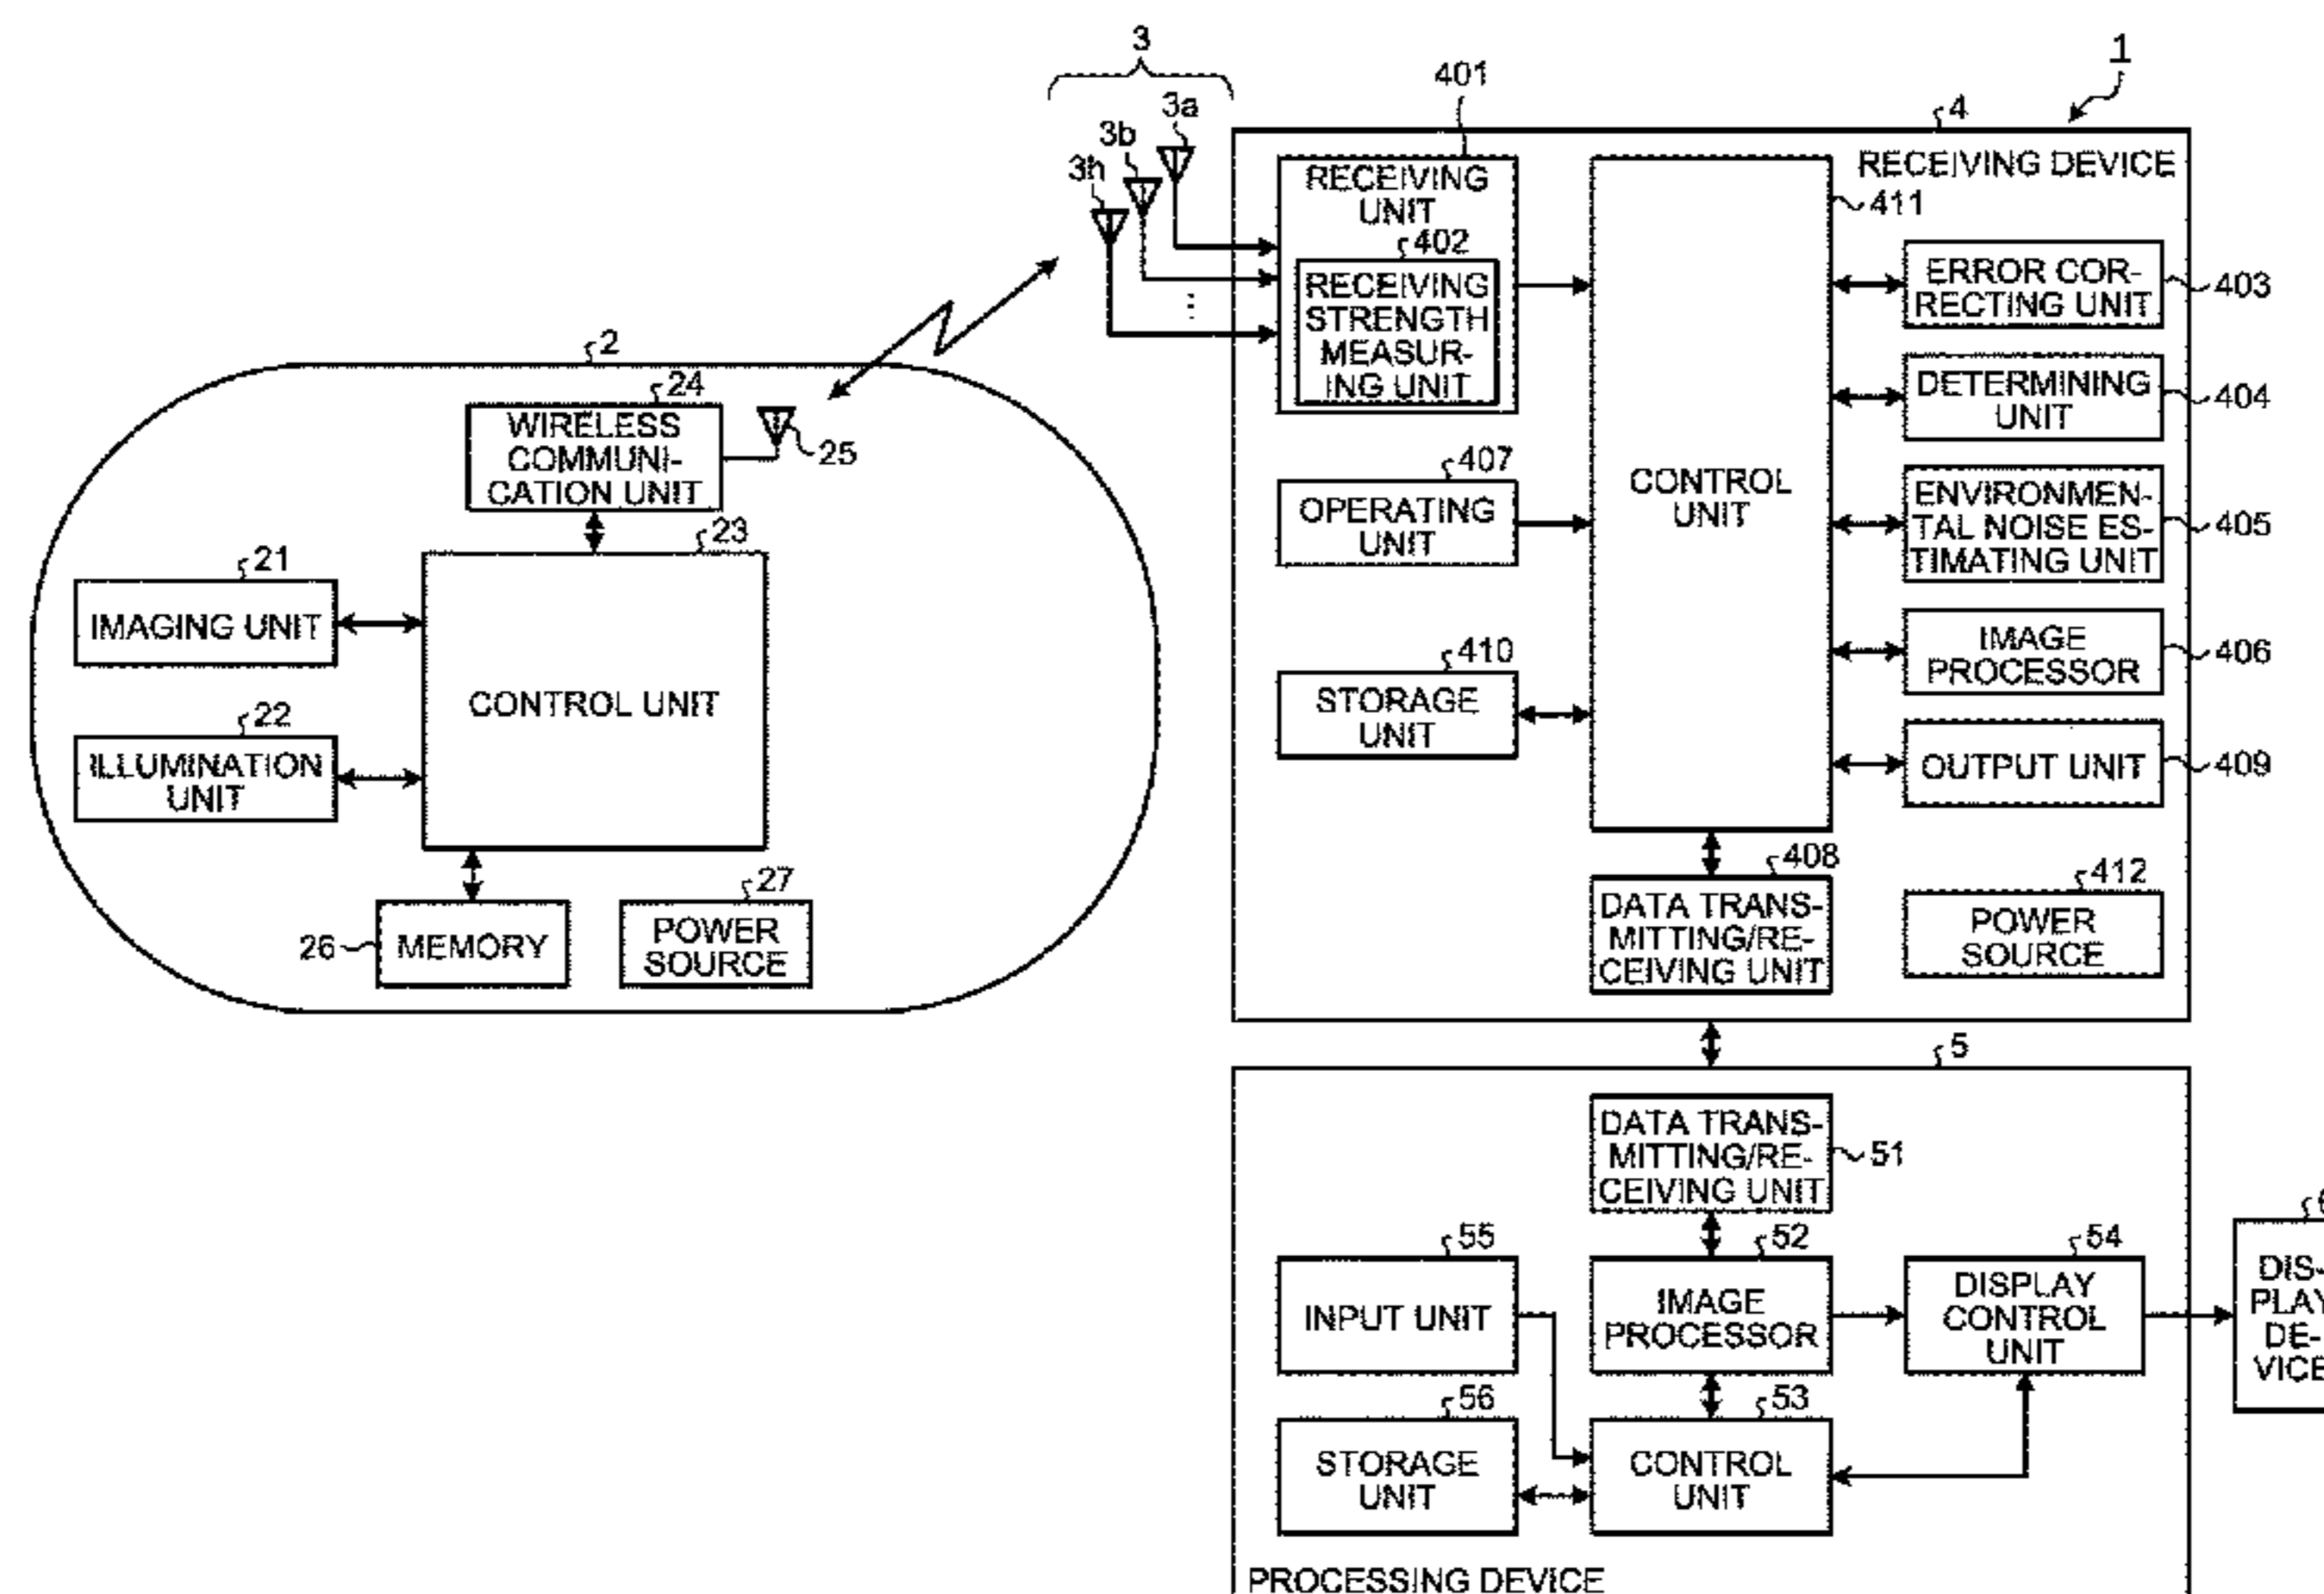 3
1
401
3a
4
3b
3h
RECEIVING DEVICE
RECEIVING
UNIT
411
402
RECEIVING
STRENGTH
MEASUR-
ING UNIT
ERROR COR-
RECTING UNIT
403
DETERMINING
UNIT
404
2
24
WIRELESS
COMMUNI-
CATION UNIT
25
407
OPERATING
UNIT
CONTROL
UNIT
ENVIRONMEN-
TAL NOISE ES-
TIMATING UNIT
405
21
23
IMAGING UNIT
CONTROL UNIT
410
STORAGE
UNIT
IMAGE
PROCESSOR
406
22
ILLUMINATION
UNIT
OUTPUT UNIT
409
27
408
412
26
MEMORY
POWER
SOURCE
DATA TRANS-
MITTING/RE-
CEIVING UNIT
POWER
SOURCE
5
DATA TRANS-
MITTING/RE-
CEIVING UNIT
51
55
52
54
INPUT UNIT
IMAGE
PROCESSOR
DISPLAY
CONTROL
UNIT
DIS-
PLAY
DE-
VICE
56
53
STORAGE
UNIT
CONTROL
UNIT
PROCESSING DEVICE